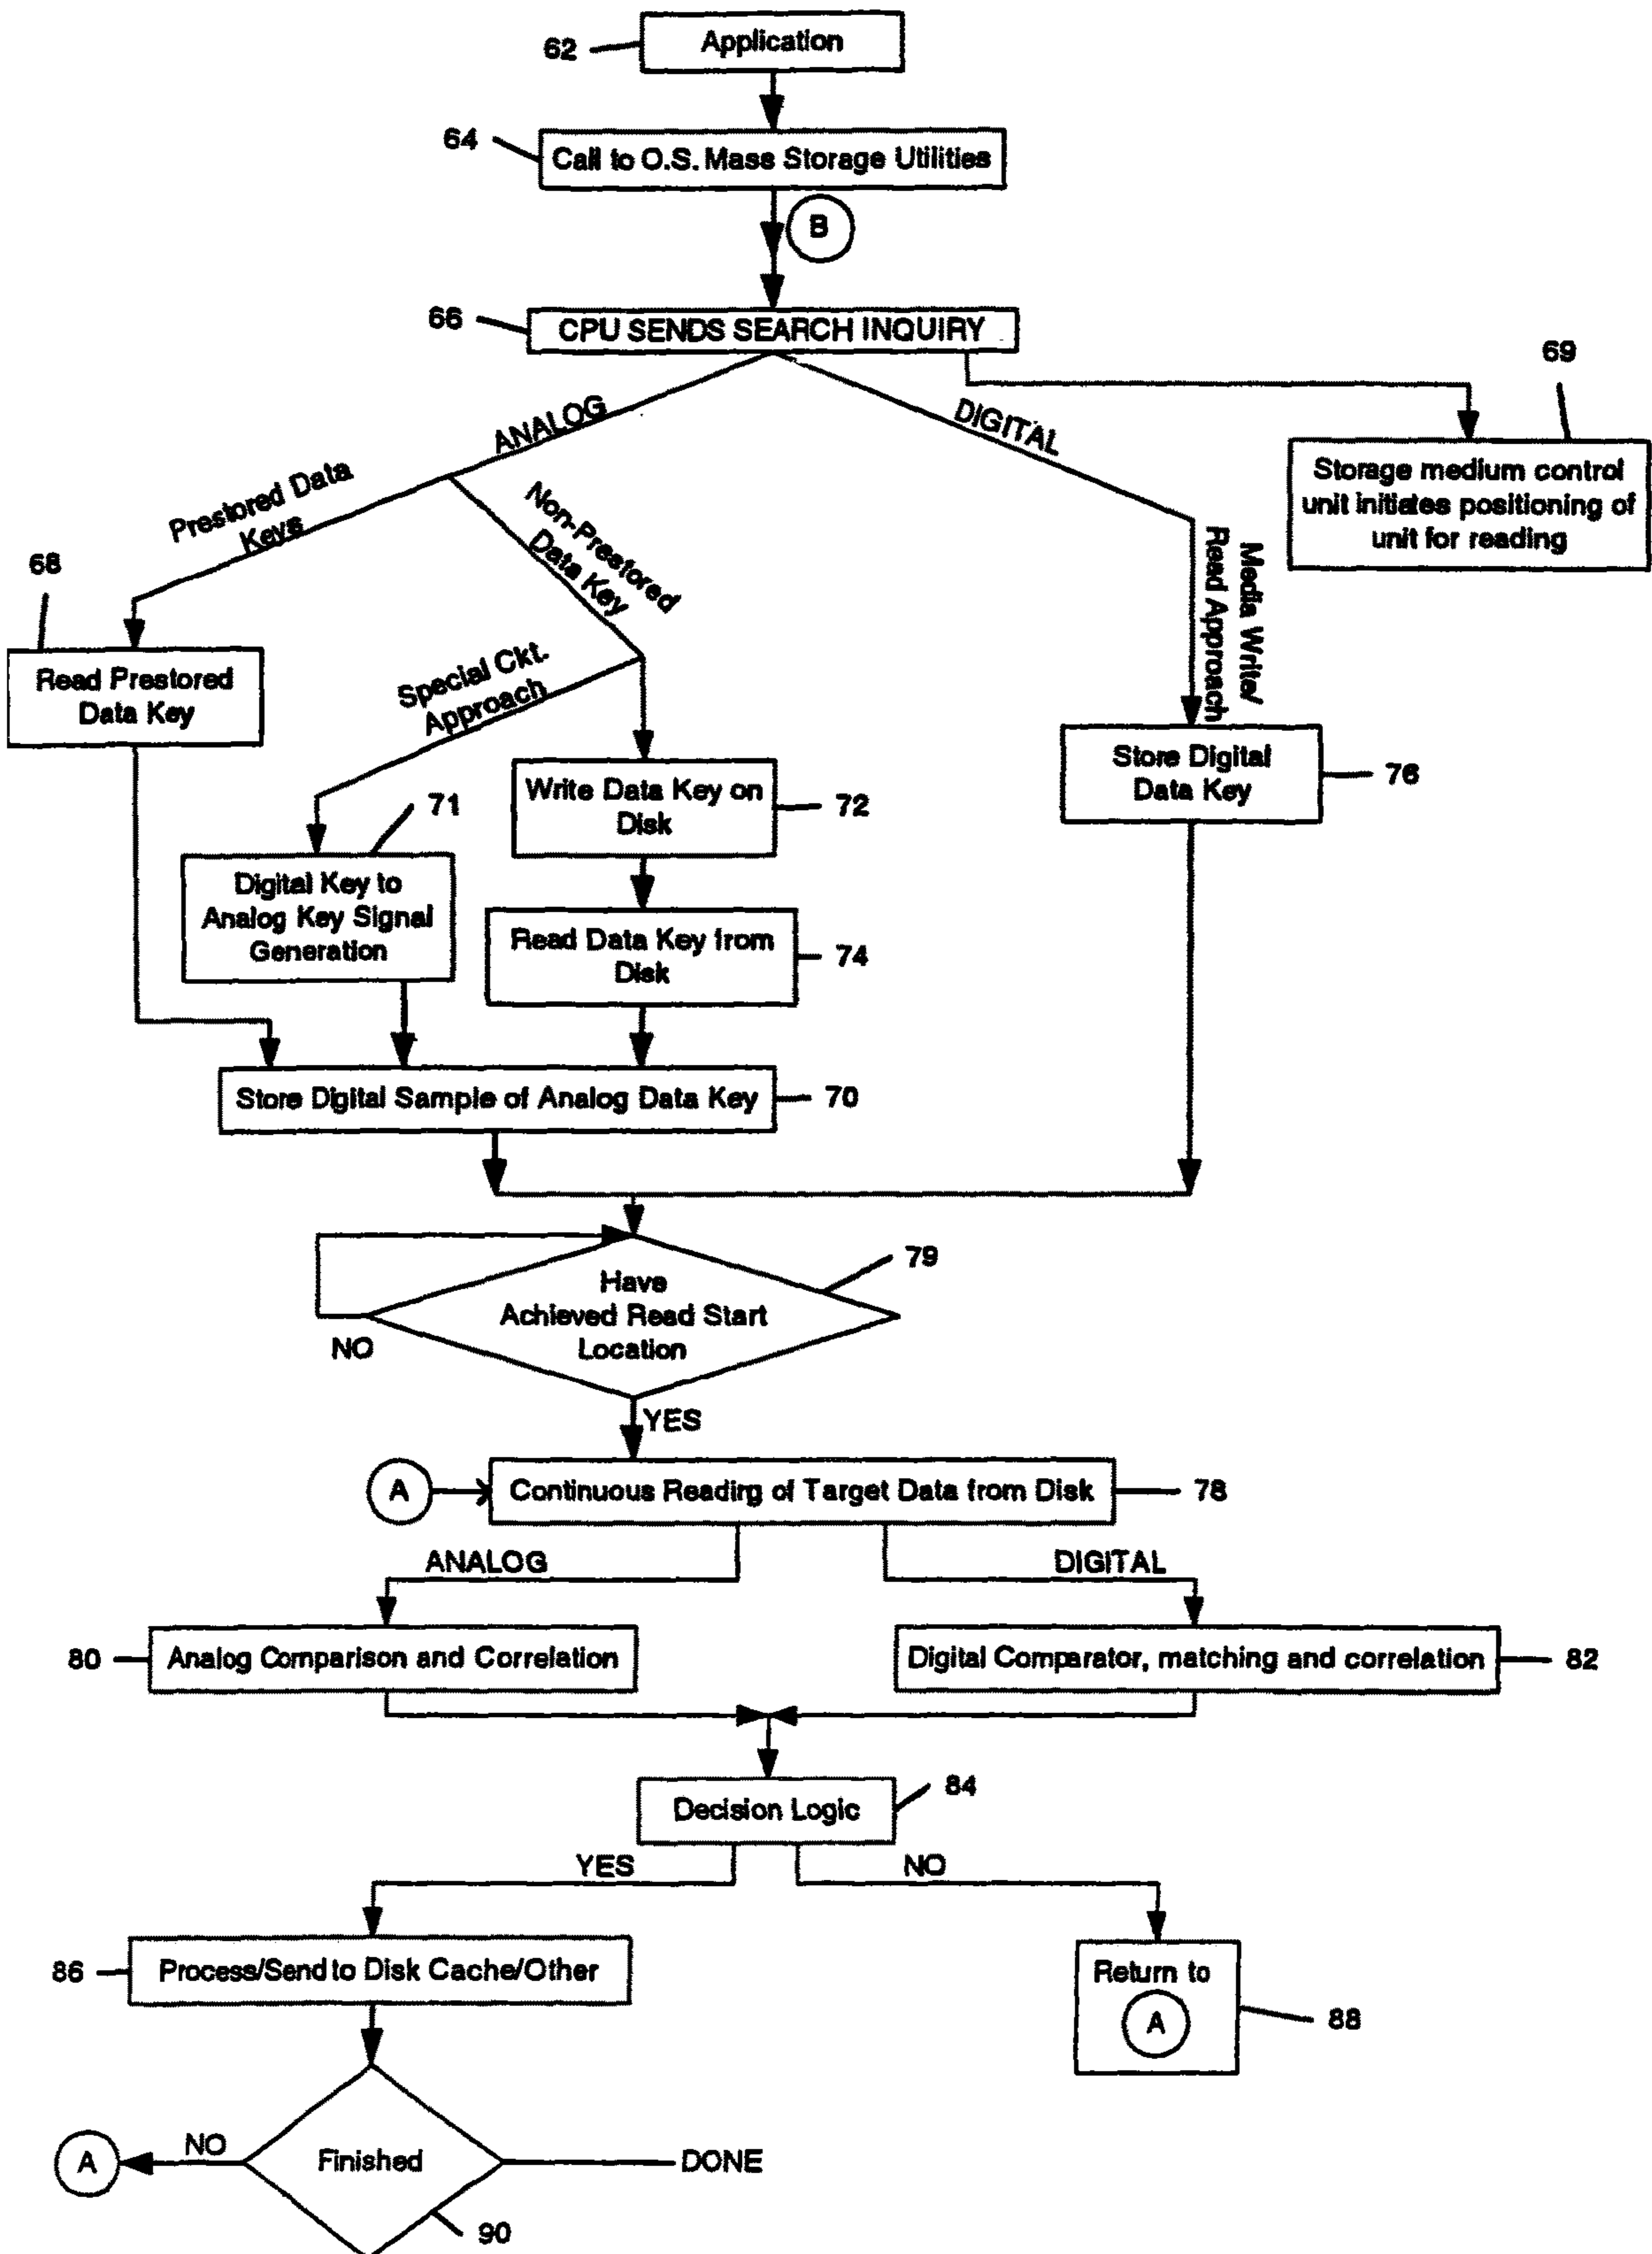 62
Application
64
Call to O.S. Mass Storage Utilities
B
66
CPU SENDS SEARCH INQUIRY
69
ANALOG
DIGITAL
Storage medium control
unit initiates positioning of
unit for reading
Prestored Data
Keys
Non-Prestored
Data Key
Media Write/
Read Approach
68
Read Prestored
Data Key
Special Ckt.
Approach
Store Digital
Data Key
76
Write Data Key on
Disk
72
71
Digital Key to
Analog Key Signal
Generation
Read Data Key from
Disk
74
Store Digital Sample of Analog Data Key
70
79
Have
Achieved Read Start
Location
NO
YES
A
Continuous Reading of Target Data from Disk
78
ANALOG
DIGITAL
80
Analog Comparison and Correlation
Digital Comparator, matching and correlation
82
84
Decision Logic
YES
NO
86
Process/Send to Disk Cache/Other
Return to
A
88
A
NO
Finished
DONE
90